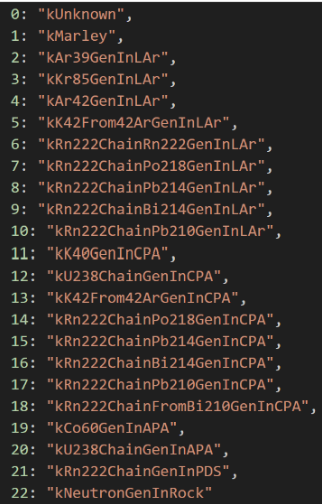 0: "kUnknown",
1: "kMarley",
2: "kAr39GenInLAr",
3: "kKr85GenInLAr",
4: "kAr42GenInLAr",
5: "kK42From42ArGenInLAr",
6: "kRn222ChainRn222GenInLAr",
7: "kRn222ChainPo218GenInLAr",
8: "kRn222ChainPb214GenInLAr",
9: "kRn222ChainBi214GenInLAr",
10: "kRn222ChainPb210GenInLAr",
11: "kK40GenInCPA",
12: "kU238ChainGenInCPA",
13: "kK42From42ArGenInCPA",
14: "kRn222ChainPo218GenInCPA",
15: "kRn222ChainPb214GenInCPA",
16: "kRn222ChainBi214GenInCPA",
17: "kRn222ChainPb210GenInCPA",
18: "kRn222ChainFromBi210GenInCPA",
19: "kCo60GenInAPA",
20: "kU238ChainGenInAPA",
21: "kRn222ChainGenInPDS",
22: "kNeutronGenInRock"